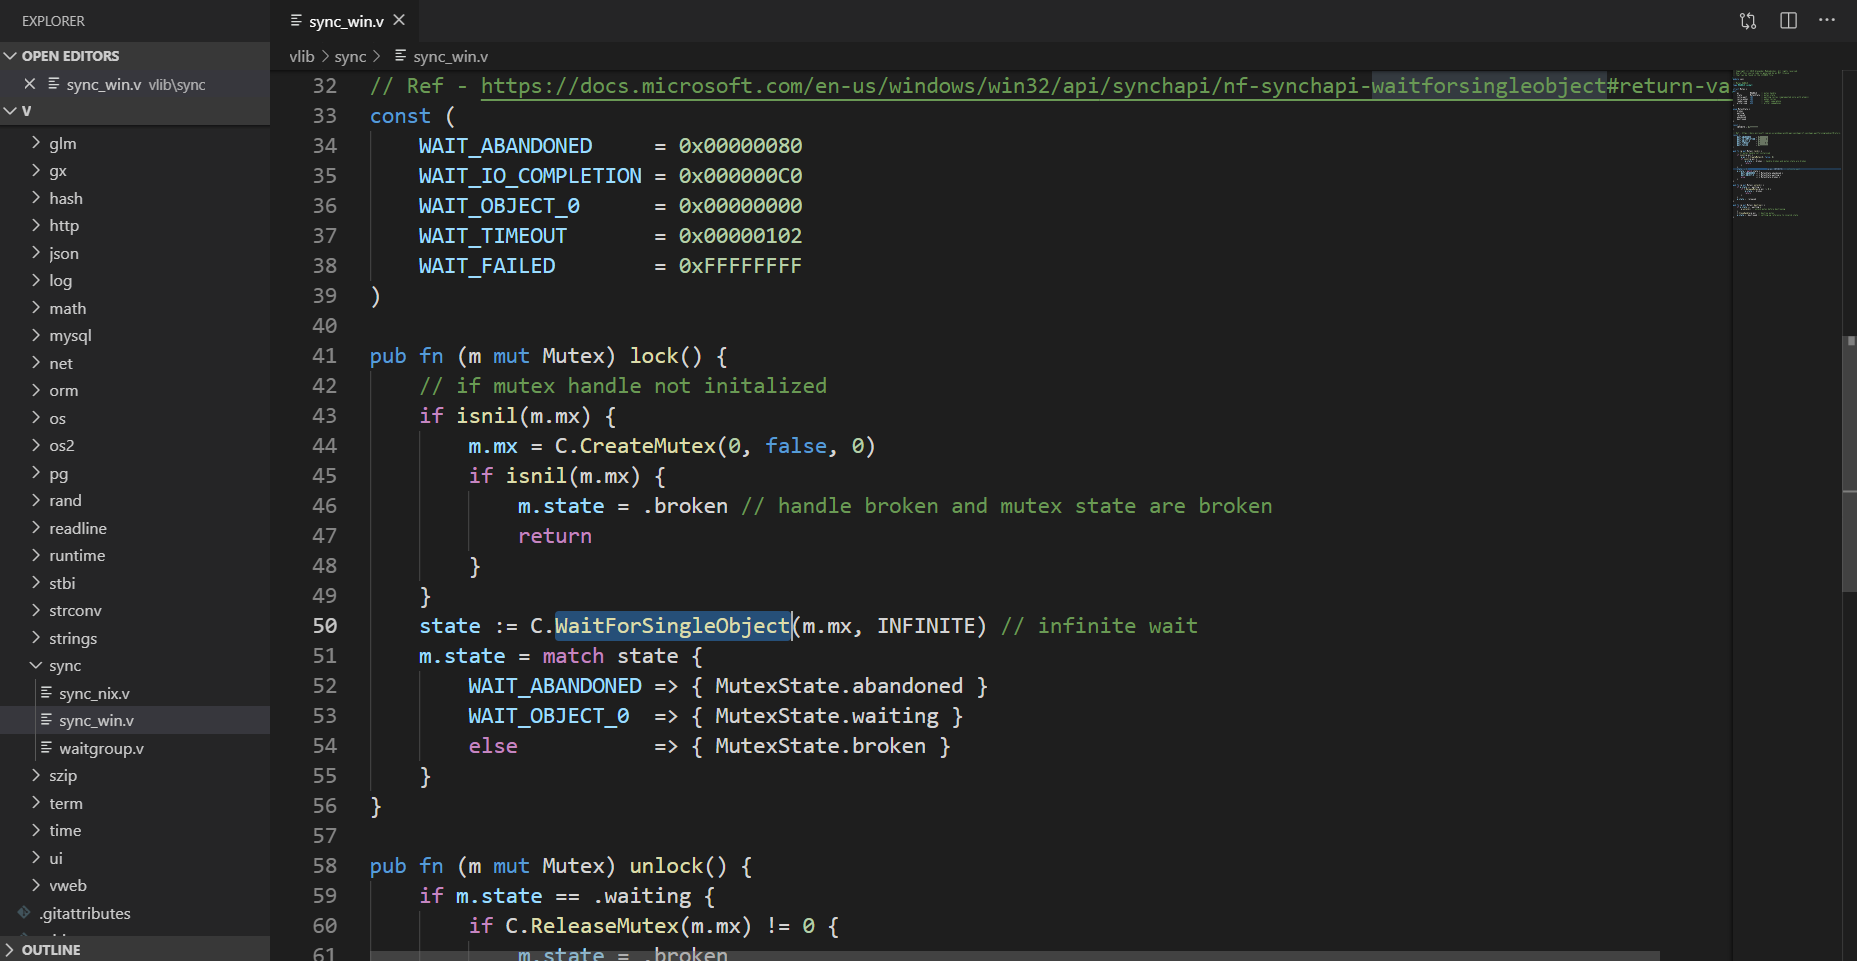 EXPLORER
OPEN EDITORS
sync_win.v vlib\sync
V
glm
gx
hash
http
json
log
math
mysql
net
orm
os
os2
pg
rand
readline
runtime
stbi
strconv
strings
sync
sync_nix.v
sync_win.v
waitgroup.v
szip
term
time
ui
vweb
.gitattributes
OUTLINE
sync_win.v
vlib > sync > sync_win.v
32 // Ref - https://docs.microsoft.com/en-us/windows/win32/api/synchapi/nf-synchapi-waitforsingleobject#return-va
33 const (
34     WAIT_ABANDONED     = 0x00000080
35     WAIT_IO_COMPLETION = 0x000000C0
36     WAIT_OBJECT_0      = 0x00000000
37     WAIT_TIMEOUT       = 0x00000102
38     WAIT_FAILED        = 0xFFFFFFFF
39 )
40
41 pub fn (m mut Mutex) lock() {
42     // if mutex handle not initalized
43     if isnil(m.mx) {
44         m.mx = C.CreateMutex(0, false, 0)
45         if isnil(m.mx) {
46             m.state = .broken // handle broken and mutex state are broken
47             return
48         }
49     }
50     state := C.WaitForSingleObject(m.mx, INFINITE) // infinite wait
51     m.state = match state {
52         WAIT_ABANDONED => { MutexState.abandoned }
53         WAIT_OBJECT_0  => { MutexState.waiting }
54         else           => { MutexState.broken }
55     }
56 }
57
58 pub fn (m mut Mutex) unlock() {
59     if m.state == .waiting {
60         if C.ReleaseMutex(m.mx) != 0 {
61             m.state = .broken